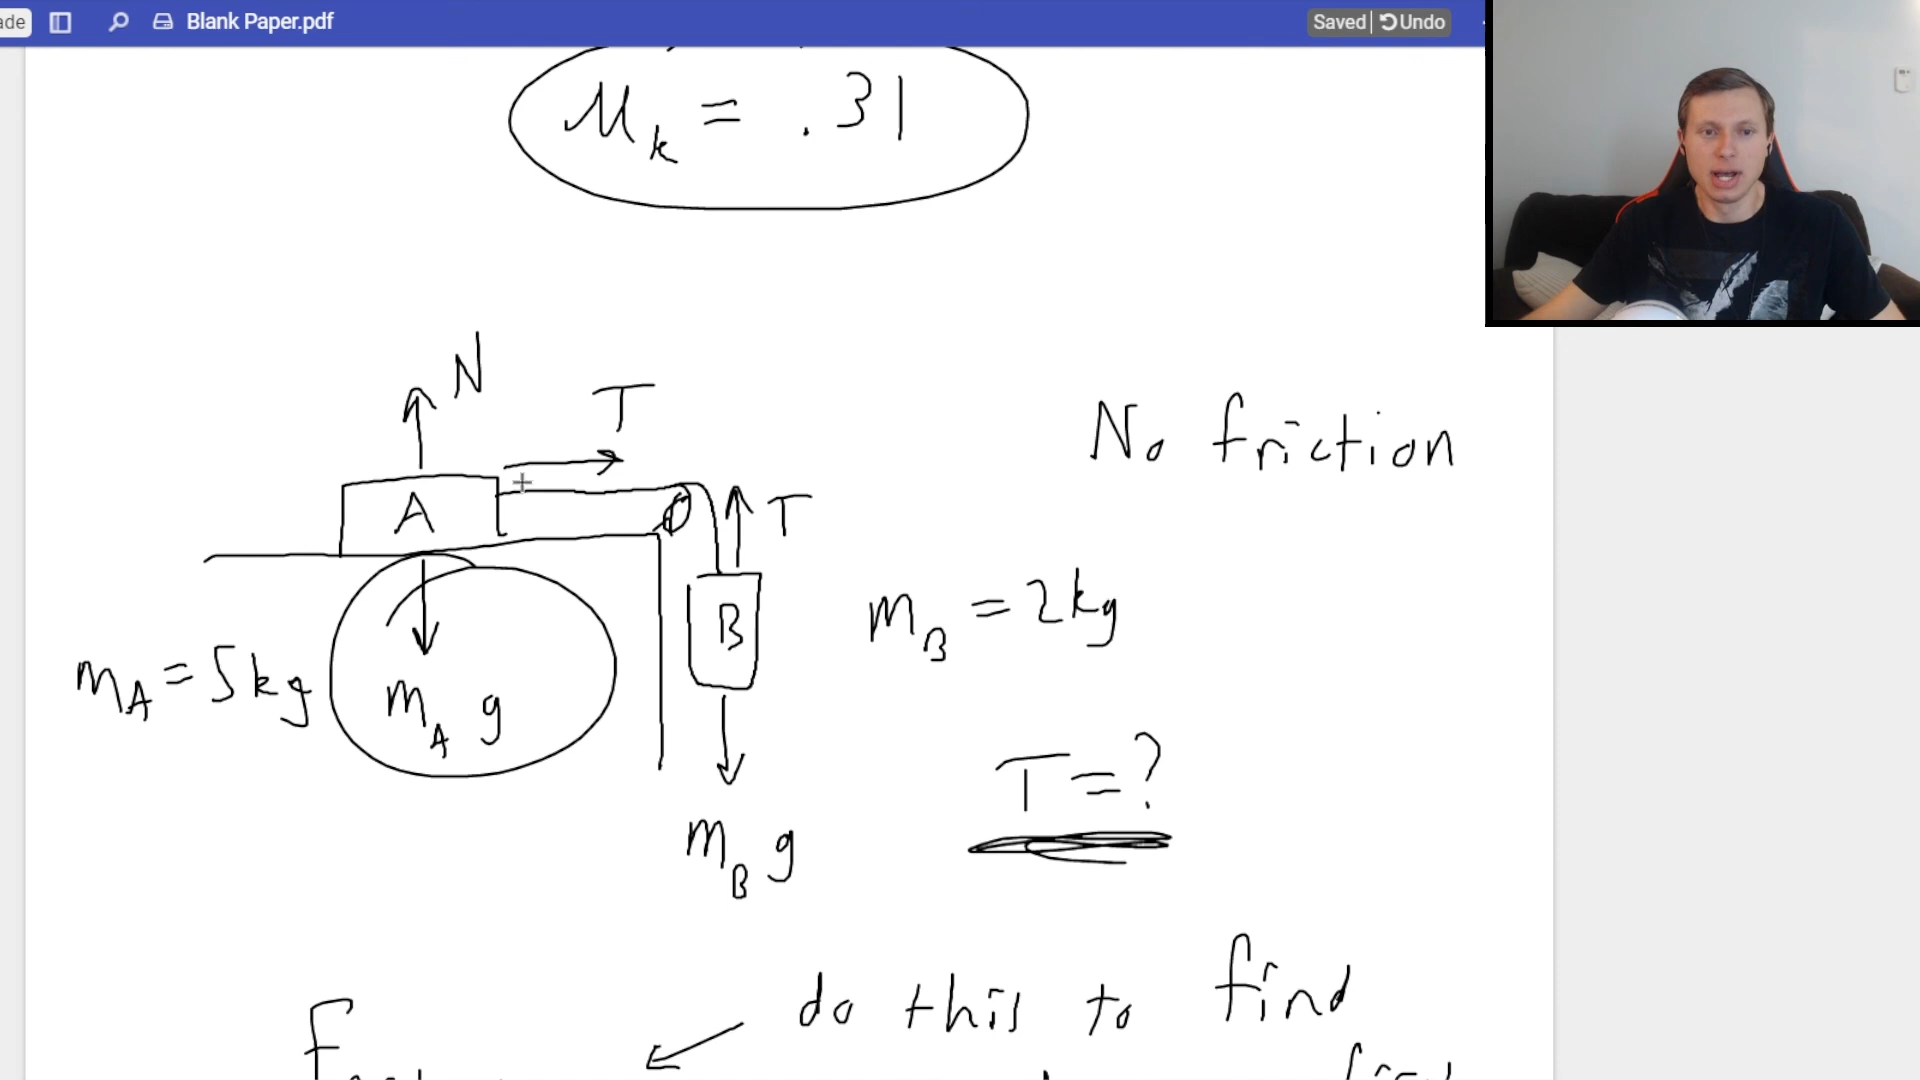 ade
Blank Paper.pdf
Saved | Undo
μk = .31
N
T
No friction
A
T
B
mB = 2kg
mA = 5kg
mA g
T = ?
mB g
do this to find